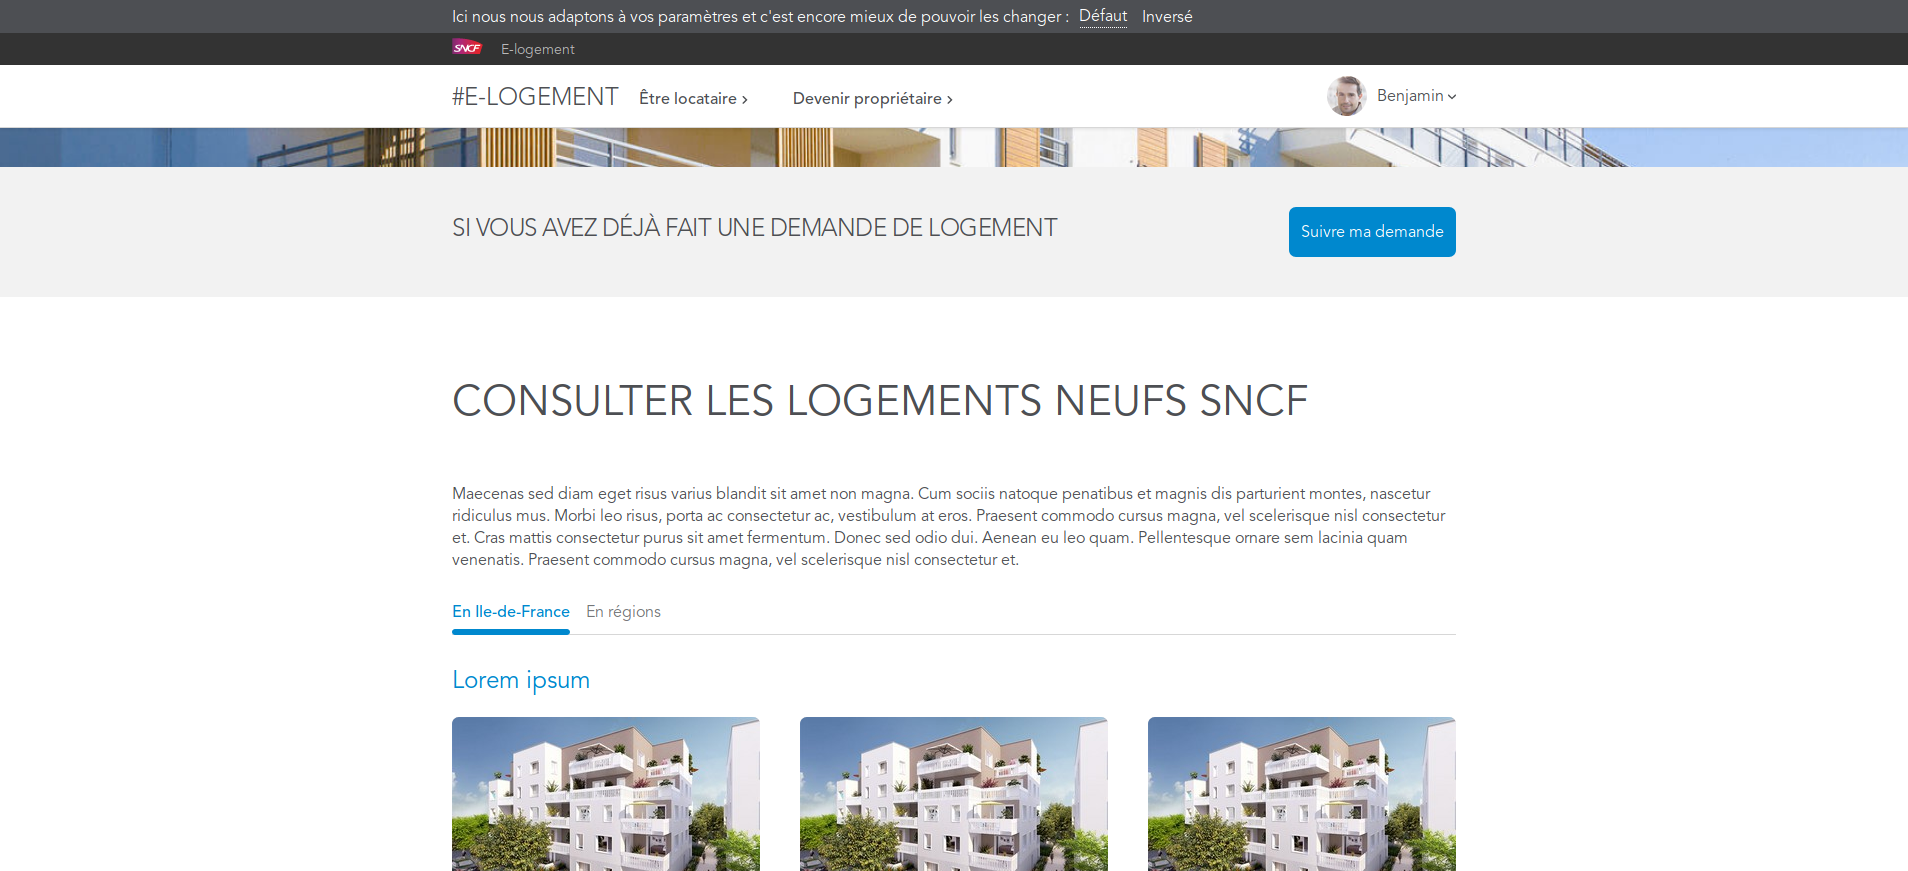 Ici nous nous adaptons à vos paramètres et c'est encore mieux de pouvoir les changer : Défaut Inversé
SNCF E-logement
#E-LOGEMENT Être locataire Devenir propriétaire Benjamin
SI VOUS AVEZ DÉJÀ FAIT UNE DEMANDE DE LOGEMENT Suivre ma demande
CONSULTER LES LOGEMENTS NEUFS SNCF
Maecenas sed diam eget risus varius blandit sit amet non magna. Cum sociis natoque penatibus et magnis dis parturient montes, nascetur
ridiculus mus. Morbi leo risus, porta ac consectetur ac, vestibulum at eros. Praesent commodo cursus magna, vel scelerisque nisl consectetur
et. Cras mattis consectetur purus sit amet fermentum. Donec sed odio dui. Aenean eu leo quam. Pellentesque ornare sem lacinia quam
venenatis. Praesent commodo cursus magna, vel scelerisque nisl consectetur et.
En Ile-de-France En régions
Lorem ipsum